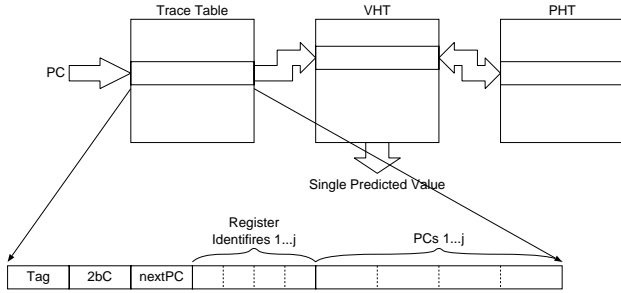 Trace Table
VHT
PHT
PC
Single Predicted Value
Register
Identifires 1...j
PCs 1...j
Tag
2bC
nextPC